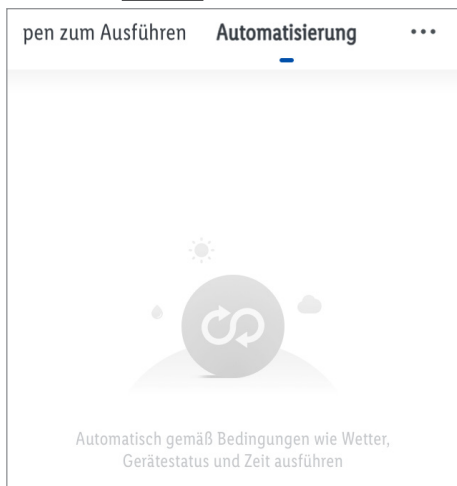 pen zum Ausführen Automatisierung ...
Automatisch gemäß Bedingungen wie Wetter,
Gerätestatus und Zeit ausführen